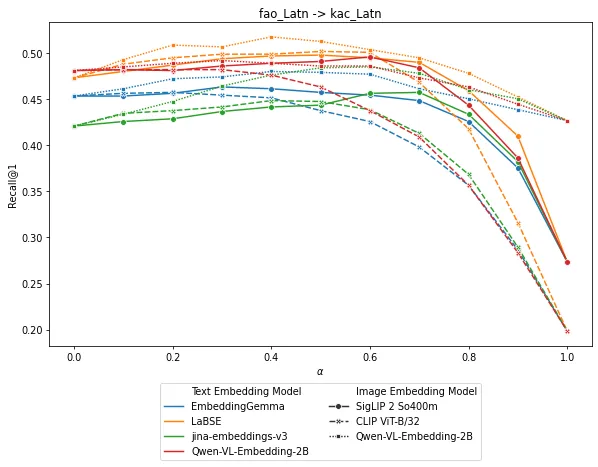 fao_Latn -> kac_Latn
Recall@1
0.50
0.45
0.40
0.35
0.30
0.25
0.20
0.0 0.2 0.4 0.6 0.8 1.0
α
Text Embedding Model
EmbeddingGemma
LaBSE
jina-embeddings-v3
Qwen-VL-Embedding-2B
Image Embedding Model
SigLIP 2 So400m
CLIP ViT-B/32
Qwen-VL-Embedding-2B